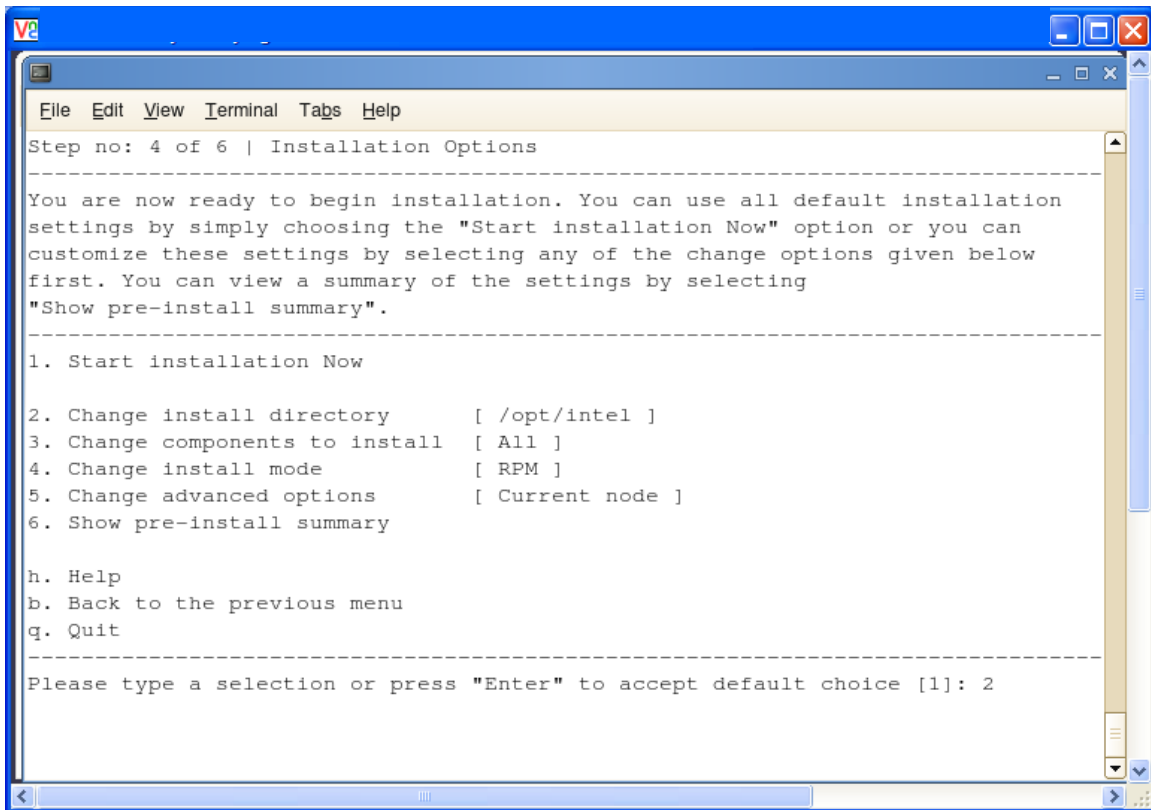 File Edit View Terminal Tabs Help
Step no: 4 of 6 | Installation Options
--------------------------------------------------------------------------------
You are now ready to begin installation. You can use all default installation
settings by simply choosing the "Start installation Now" option or you can
customize these settings by selecting any of the change options given below
first. You can view a summary of the settings by selecting
"Show pre-install summary".
--------------------------------------------------------------------------------
1. Start installation Now
2. Change install directory      [ /opt/intel ]
3. Change components to install  [ All ]
4. Change install mode           [ RPM ]
5. Change advanced options       [ Current node ]
6. Show pre-install summary
h. Help
b. Back to the previous menu
q. Quit
--------------------------------------------------------------------------------
Please type a selection or press "Enter" to accept default choice [1]: 2